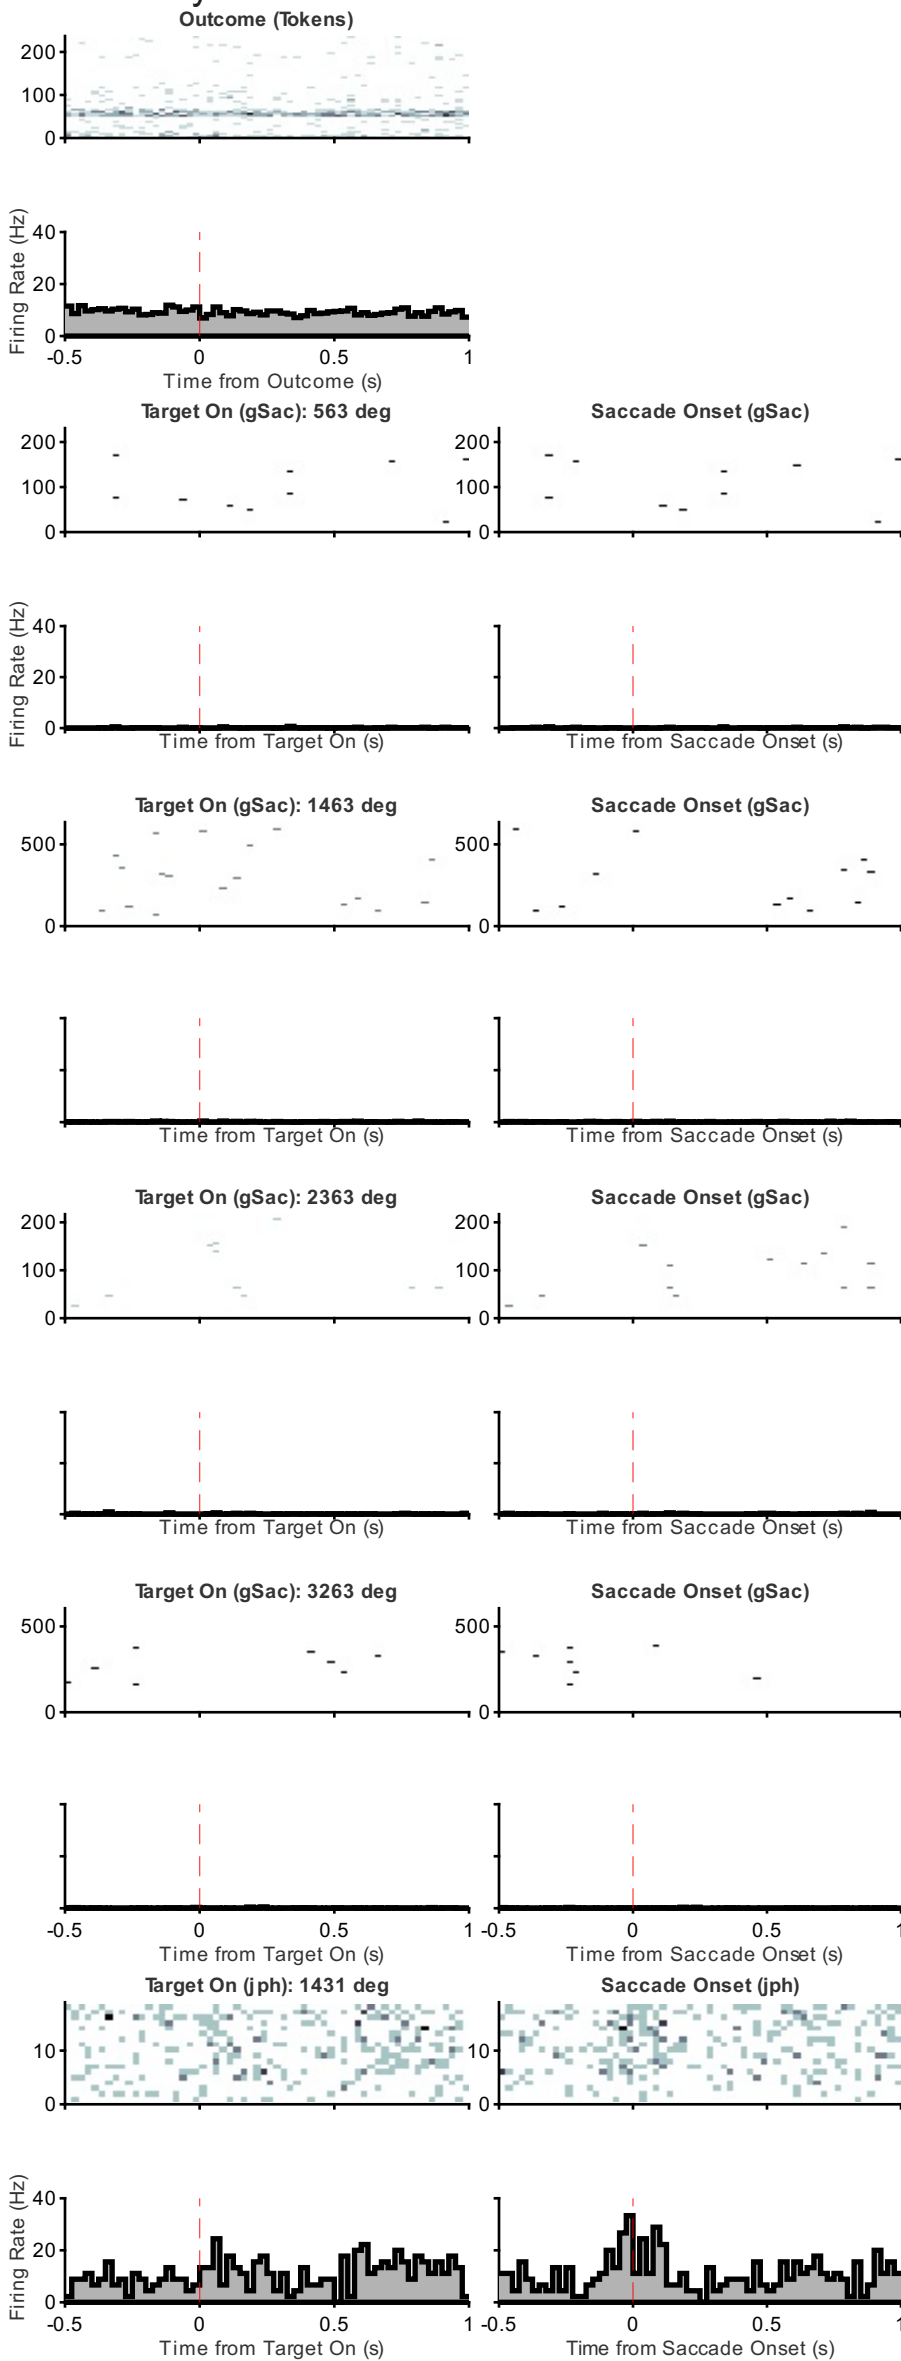 Outcome (Tokens)
200
100
0
Firing Rate (Hz)
40
20
0
-0.5 0 0.5 1
Time from Outcome (s)
Target On (gSac): 563 deg Saccade Onset (gSac)
200 200
100 100
0 0
Firing Rate (Hz)
40
20
0
Time from Target On (s) Time from Saccade Onset (s)
Target On (gSac): 1463 deg Saccade Onset (gSac)
500 500
0 0
Time from Target On (s) Time from Saccade Onset (s)
Target On (gSac): 2363 deg Saccade Onset (gSac)
200 200
100 100
0 0
Time from Target On (s) Time from Saccade Onset (s)
Target On (gSac): 3263 deg Saccade Onset (gSac)
500 500
0 0
-0.5 0 0.5 1 -0.5 0 0.5 1
Time from Target On (s) Time from Saccade Onset (s)
Target On (jph): 1431 deg Saccade Onset (jph)
10 10
0 0
Firing Rate (Hz)
40
20
0
-0.5 0 0.5 1 -0.5 0 0.5 1
Time from Target On (s) Time from Saccade Onset (s)